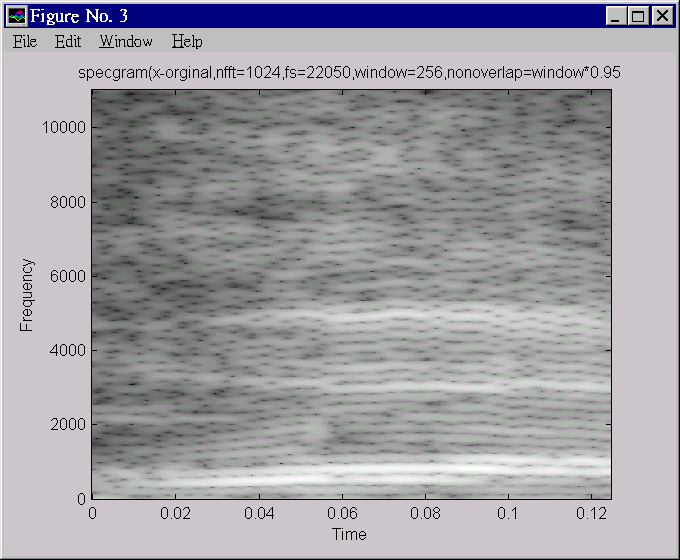 Figure No. 3
File Edit Window Help
specgram(x-orginal,nfft=1024,fs=22050,window=256,nonoverlap=window*0.95
10000
8000
6000
4000
2000
0
Frequency
0 0.02 0.04 0.06 0.08 0.1 0.12
Time